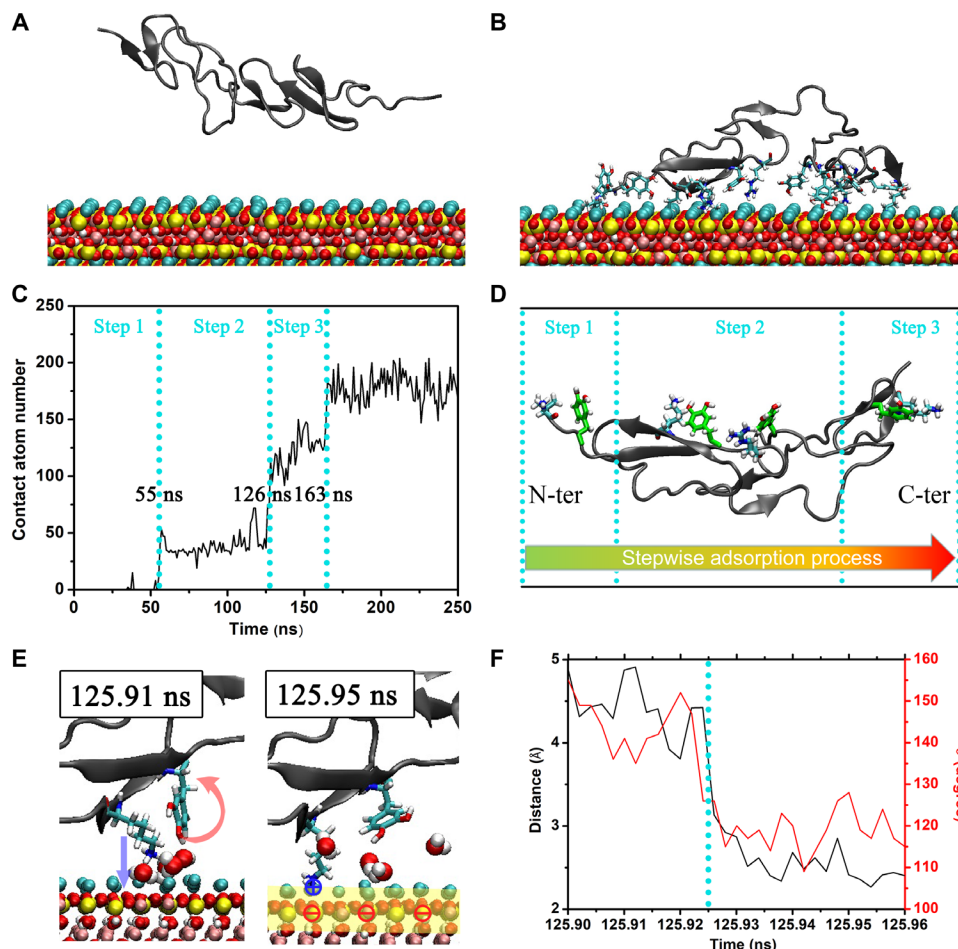 A
B
C
Step 1
Step 2
Step 3
250
200
150
100
50
0
Contact atom number
55 ns
126 ns
163 ns
0
50
100
150
200
250
Time (ns)
D
Step 1
Step 2
Step 3
N-ter
C-ter
Stepwise adsorption process
E
125.91 ns
125.95 ns
F
5
4
3
2
Distance (Å)
160
150
140
130
120
110
100
125.90
125.91
125.92
125.93
125.94
125.95
125.96
Time (ns)